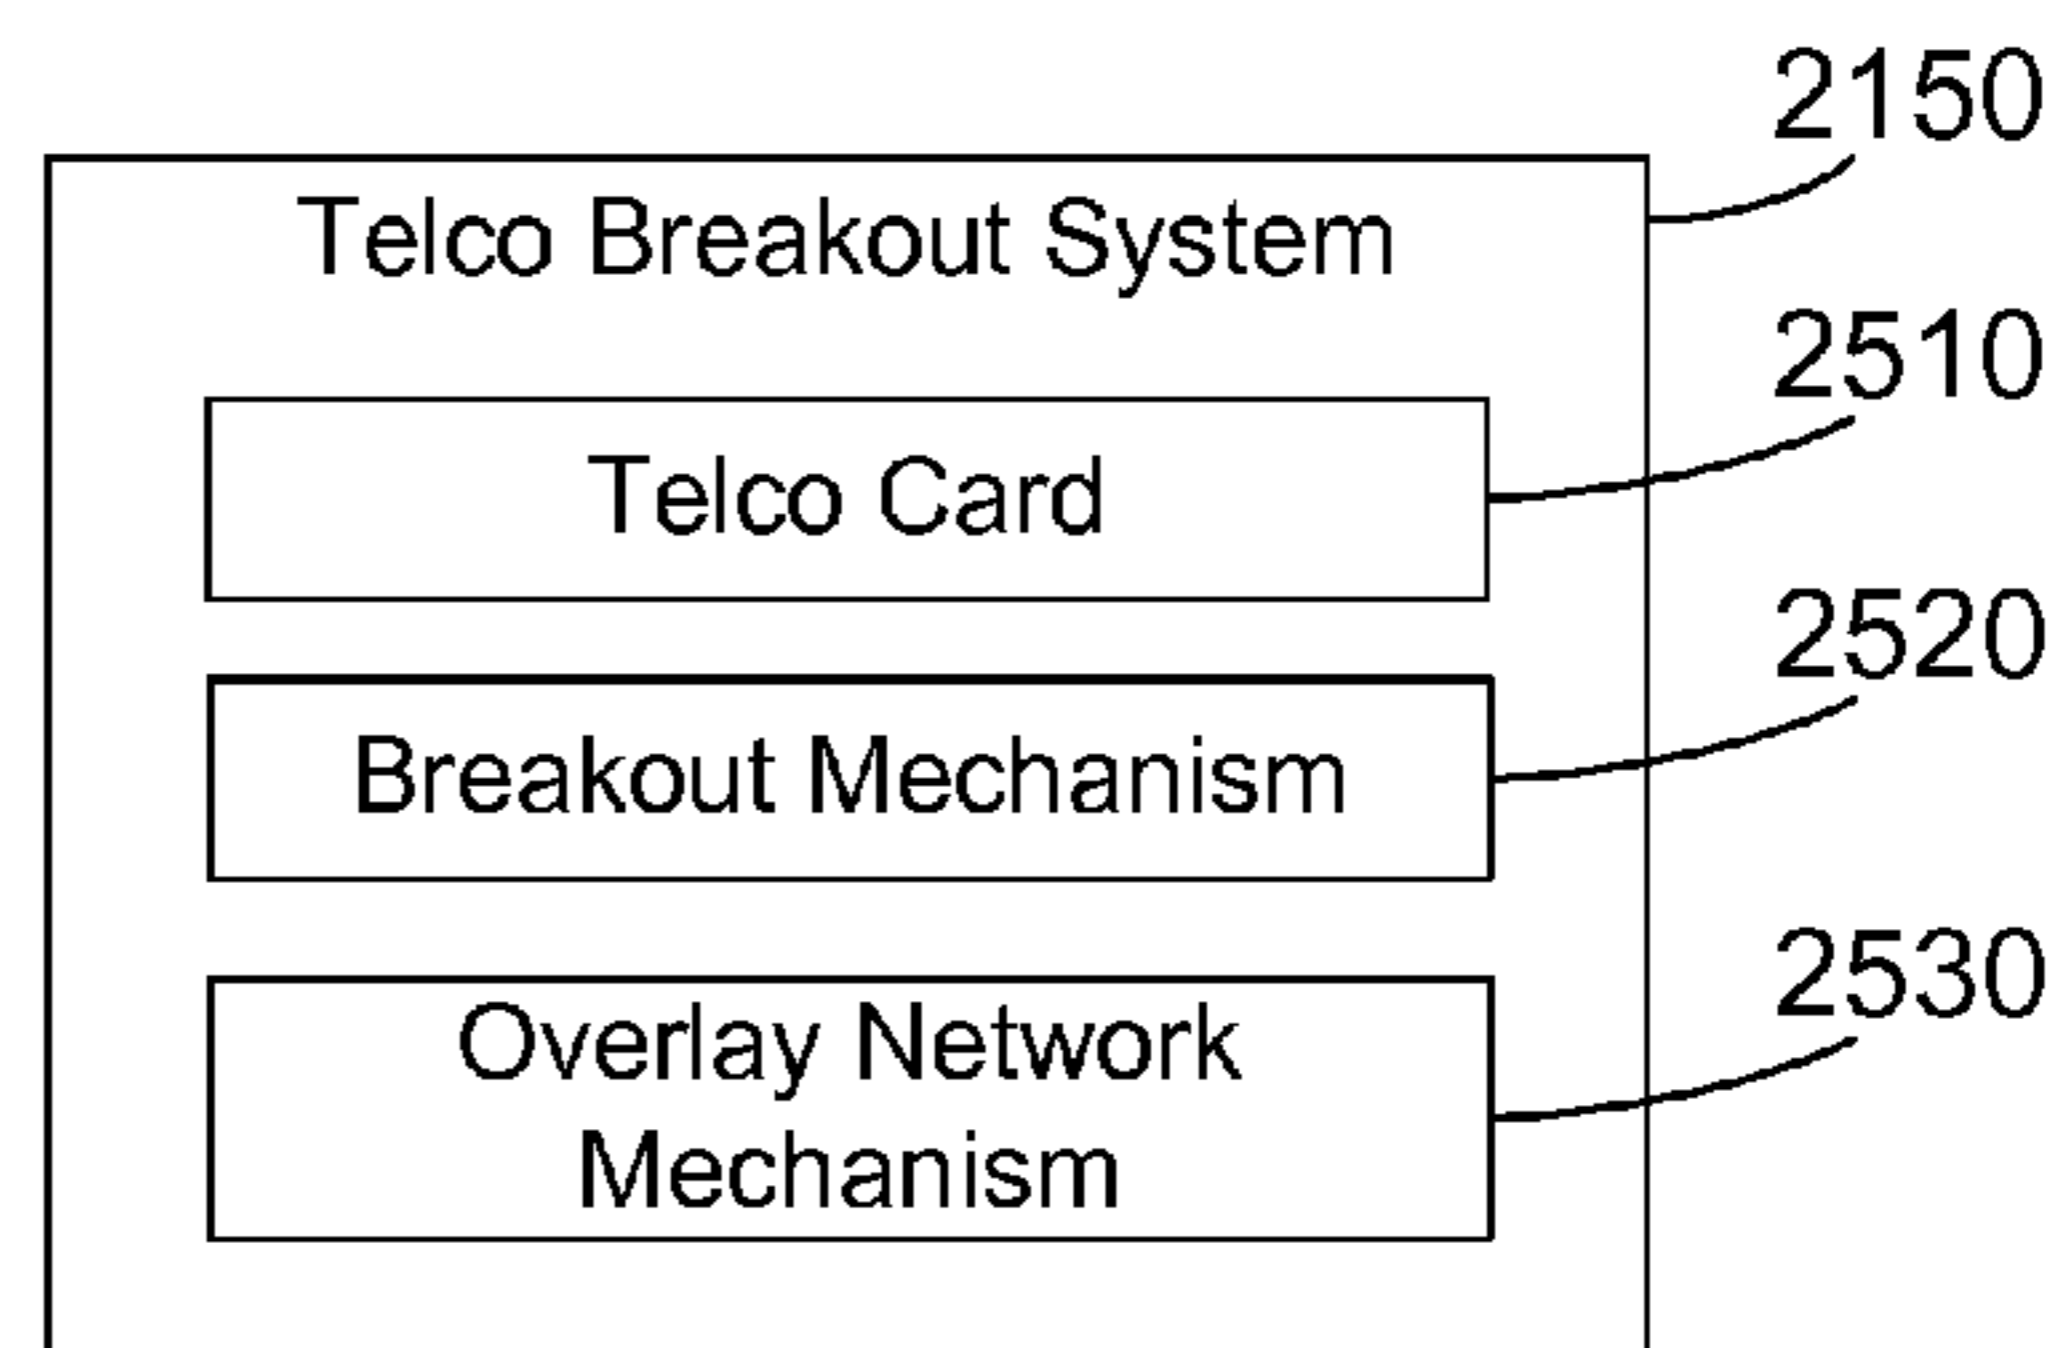 2150
Telco Breakout System
2510
Telco Card
2520
Breakout Mechanism
2530
Overlay Network
Mechanism